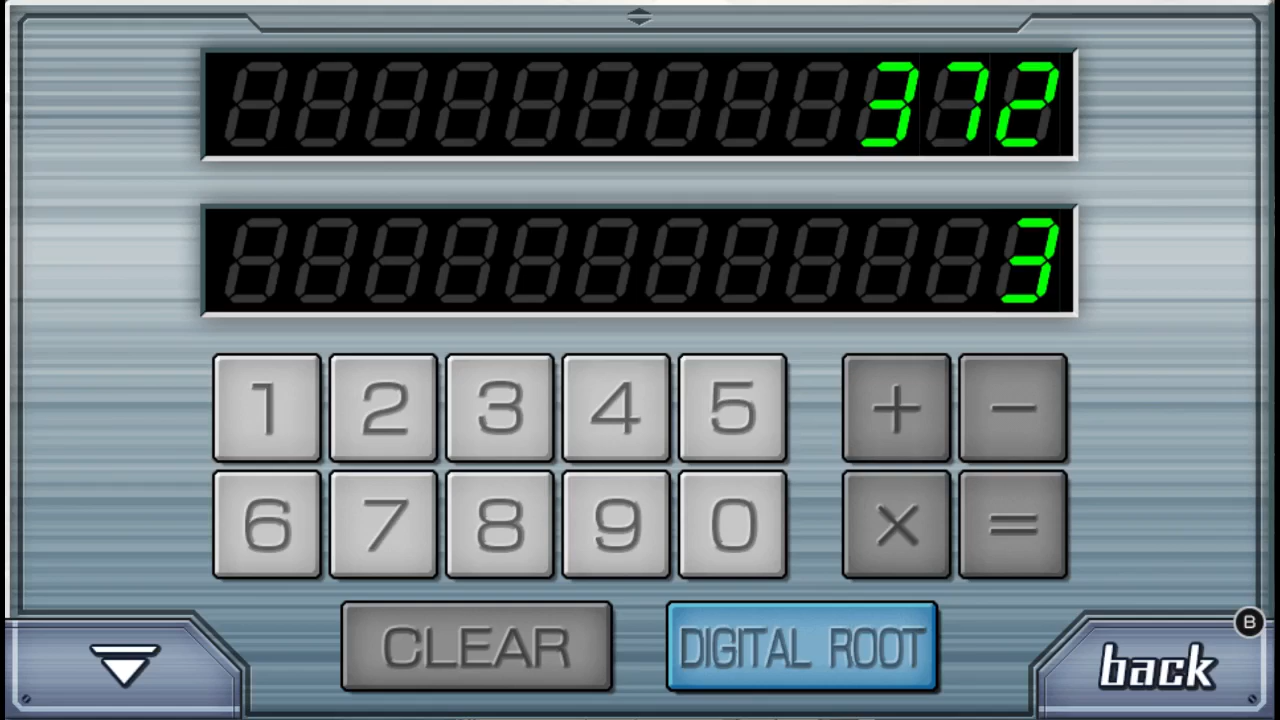 372
3
1 2 3 4 5 + −
6 7 8 9 0 × =
CLEAR DIGITAL ROOT
B
back